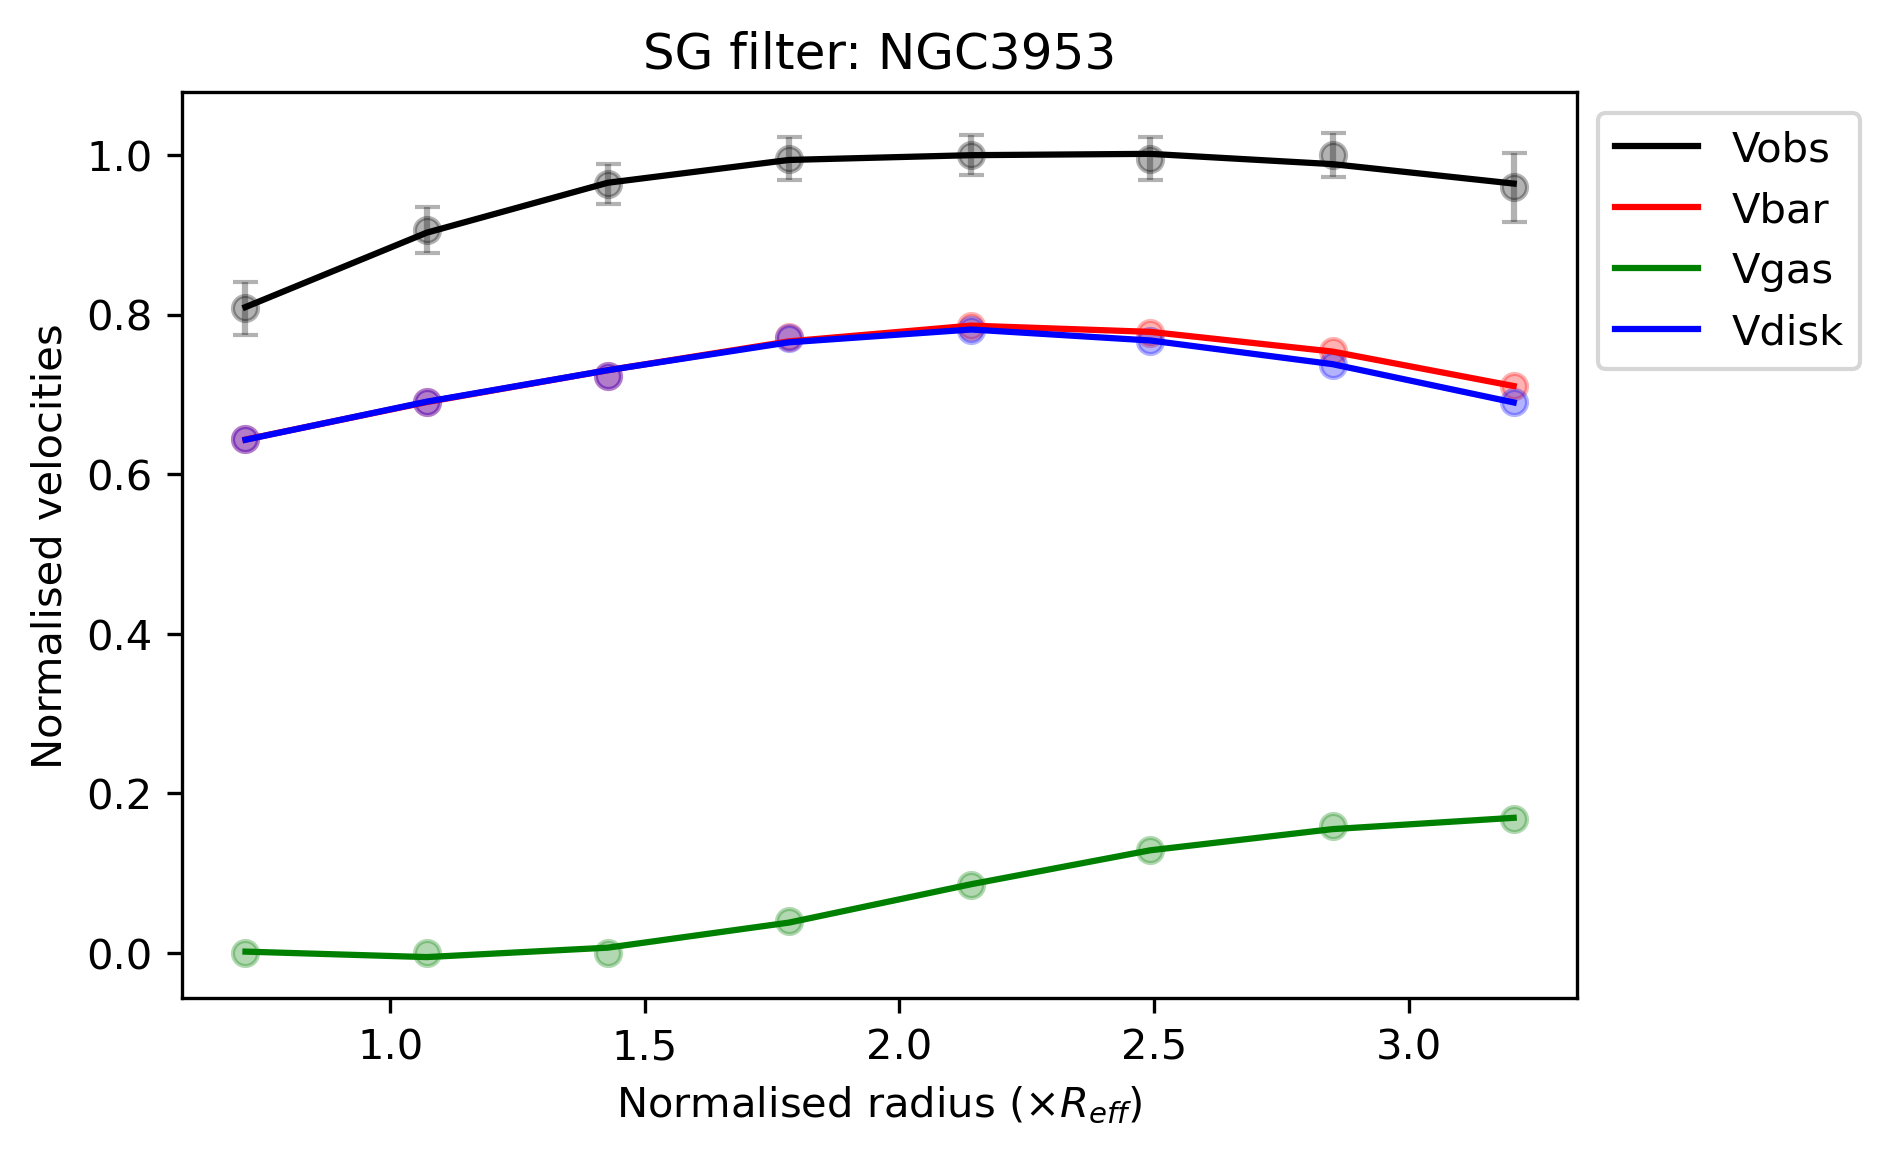 SG filter: NGC3953
Normalised velocities
1.0
0.8
0.6
0.4
0.2
0.0
1.0 1.5 2.0 2.5 3.0
Normalised radius (×R_eff)
Vobs
Vbar
Vgas
Vdisk